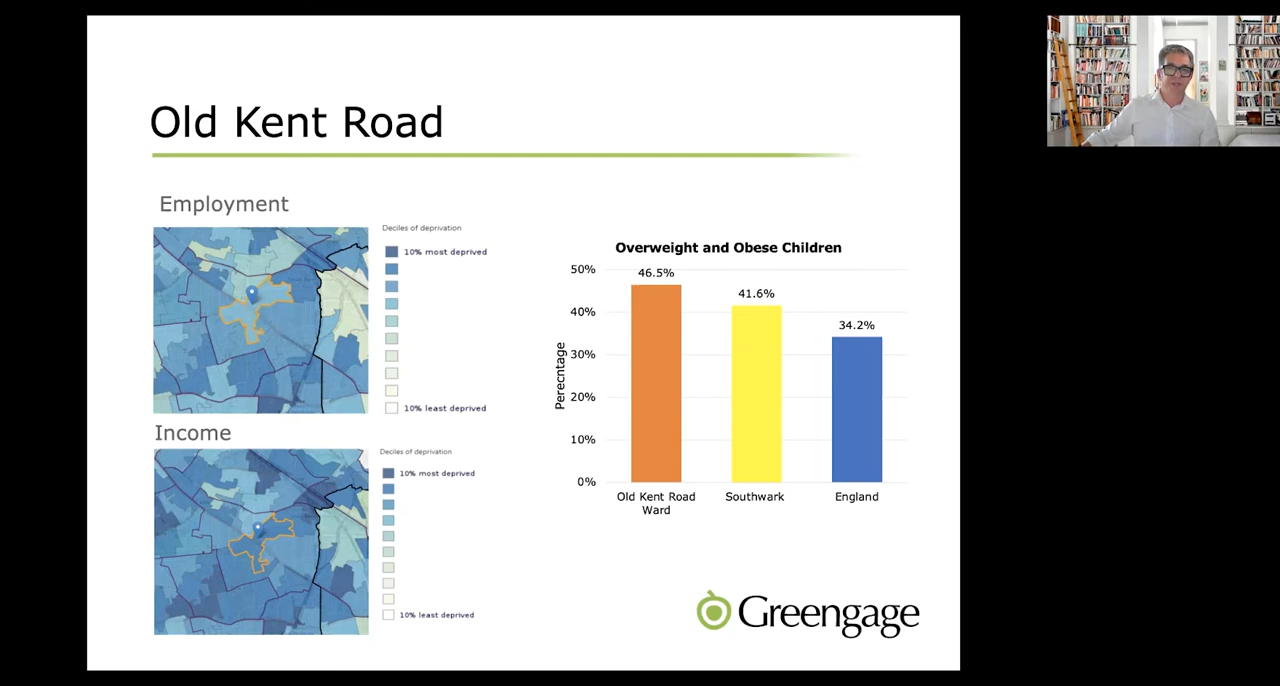 Old Kent Road
Employment
Deciles of deprivation
10% most deprived
10% least deprived
Income
Deciles of deprivation
10% most deprived
10% least deprived
Overweight and Obese Children
Perecntage
50%
40%
30%
20%
10%
0%
46.5%
41.6%
34.2%
Old Kent Road
Ward
Southwark
England
Greengage